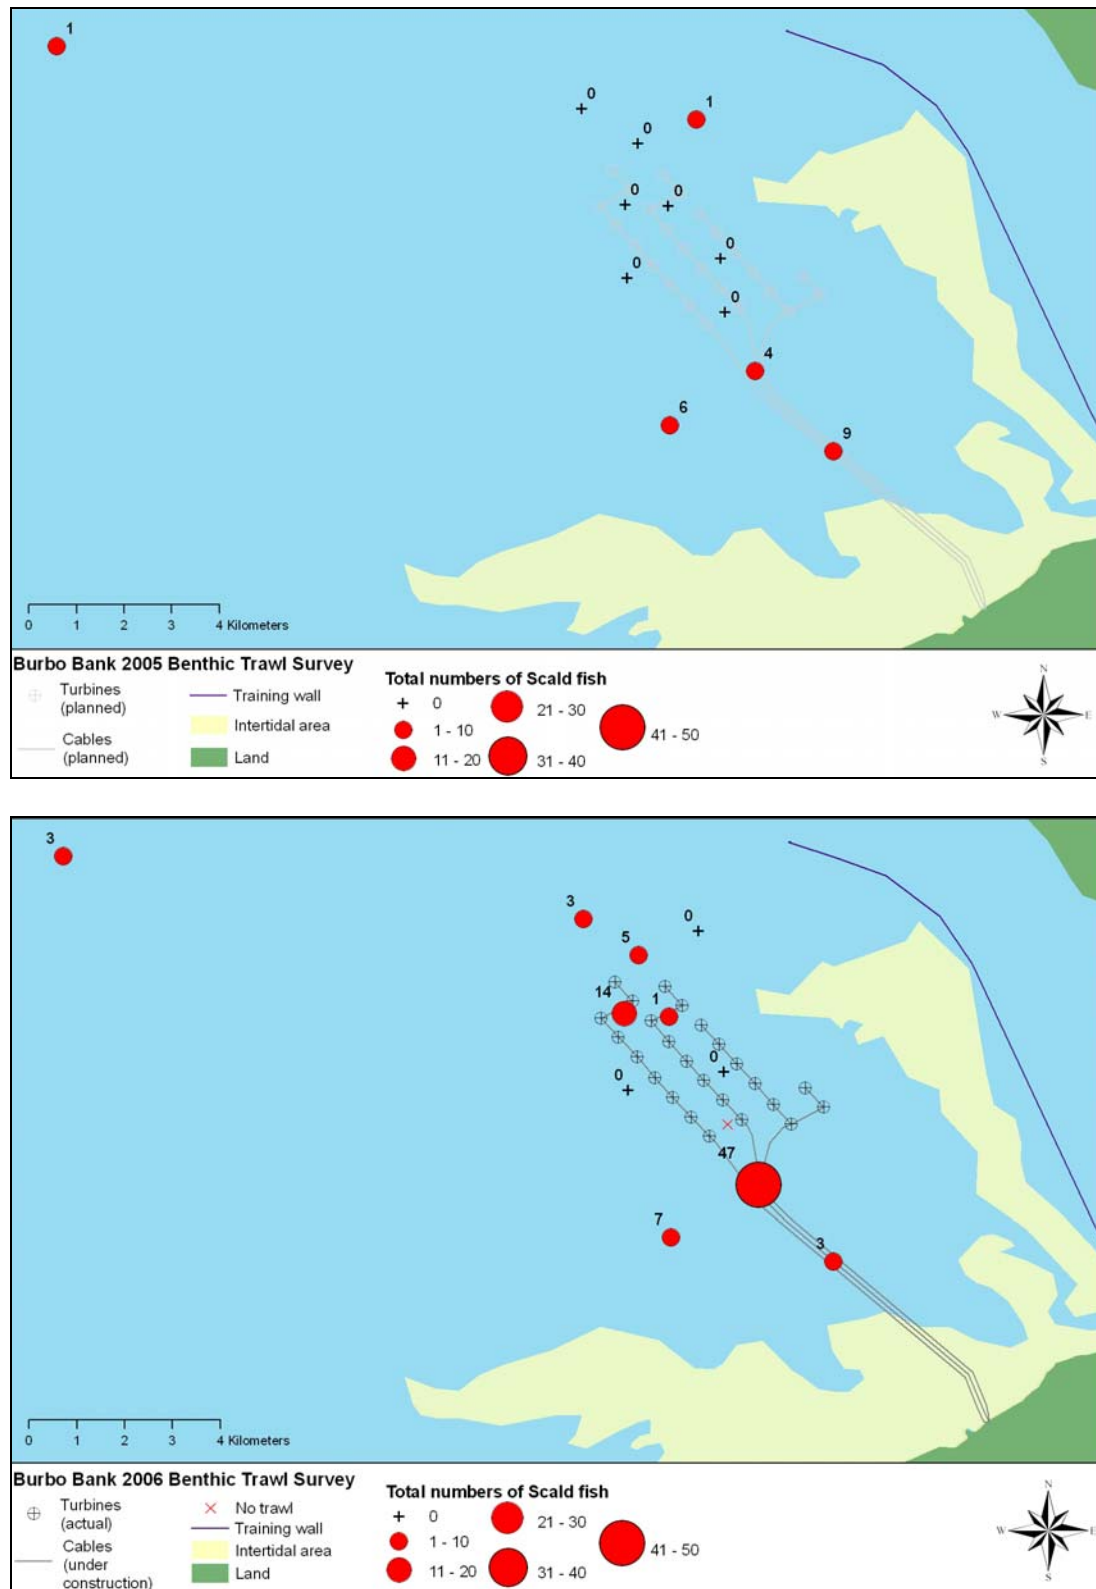 1
0
1
0
0
0
0
0
0
4
6
9
0 1 2 3 4 Kilometers
Burbo Bank 2005 Benthic Trawl Survey
Turbines
(planned)
Cables
(planned)
Training wall
Intertidal area
Land
Total numbers of Scald fish
0
1 - 10
11 - 20
21 - 30
31 - 40
41 - 50
N
W E
S
3
3
0
5
14
1
0
0
47
7
3
0 1 2 3 4 Kilometers
Burbo Bank 2006 Benthic Trawl Survey
Turbines
(actual)
Cables
(under
construction)
No trawl
Training wall
Intertidal area
Land
Total numbers of Scald fish
0
1 - 10
11 - 20
21 - 30
31 - 40
41 - 50
N
W E
S